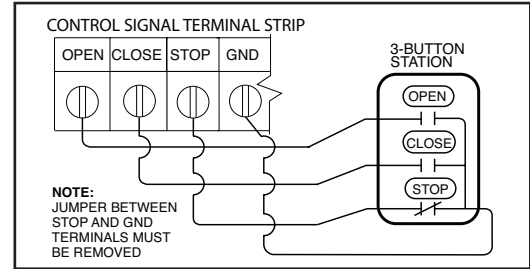 CONTROL SIGNAL TERMINAL STRIP
OPEN CLOSE STOP GND
3-BUTTON
STATION
OPEN
CLOSE
STOP
NOTE:
JUMPER BETWEEN
STOP AND GND
TERMINALS MUST
BE REMOVED